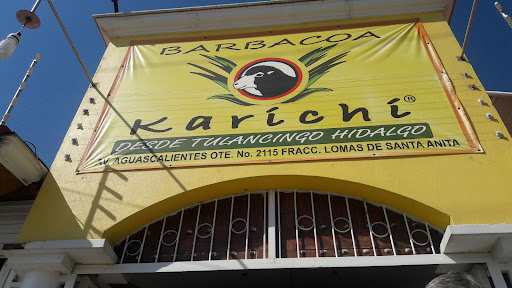 BARBACOA
Karichi ®
DESDE TULANCINGO HIDALGO
AV. AGUASCALIENTES OTE. No. 2115 FRACC. LOMAS DE SANTA ANITA